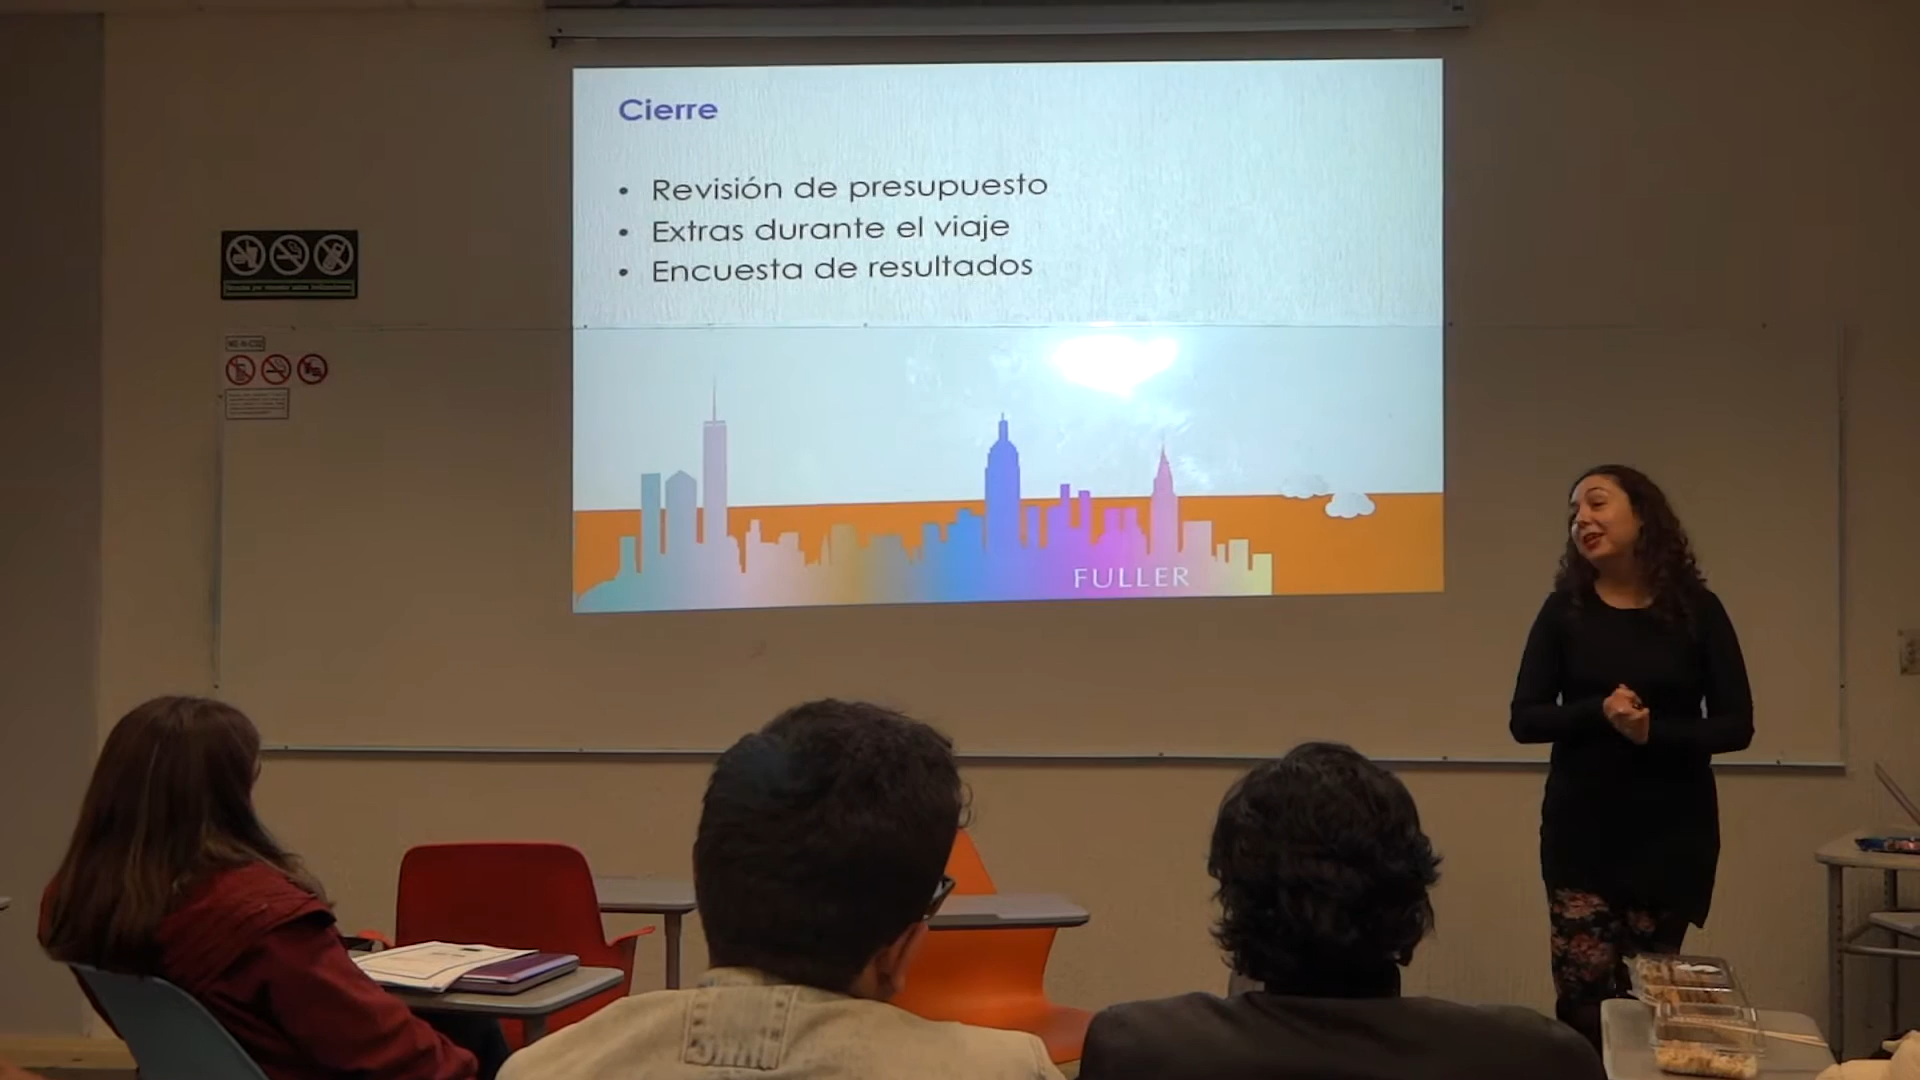 Cierre
• Revisión de presupuesto
• Extras durante el viaje
• Encuesta de resultados
FULLER